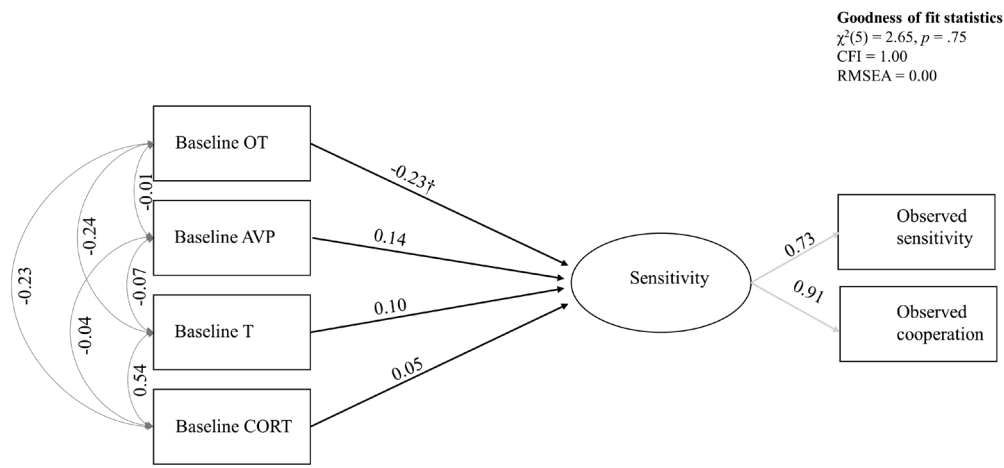 Goodness of fit statistics
χ²(5) = 2.65, p = .75
CFI = 1.00
RMSEA = 0.00
Baseline OT
Baseline AVP
Baseline T
Baseline CORT
-0.01
-0.24
-0.23
-0.07
-0.04
0.54
-0.23†
0.14
0.10
0.05
Sensitivity
0.73
0.91
Observed
sensitivity
Observed
cooperation